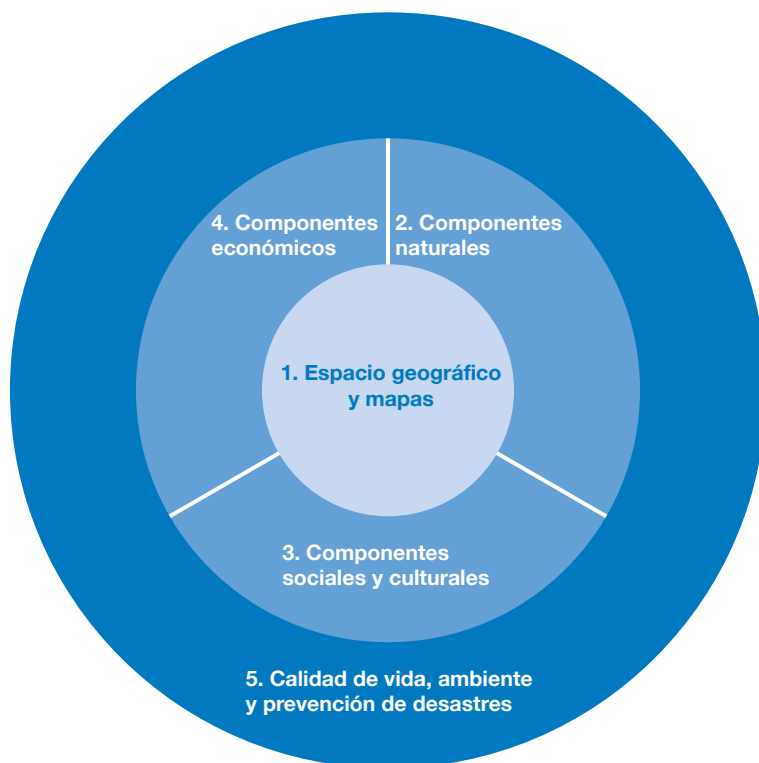 4. Componentes
económicos
2. Componentes
naturales
1. Espacio geográfico
y mapas
3. Componentes
sociales y culturales
5. Calidad de vida, ambiente
y prevención de desastres